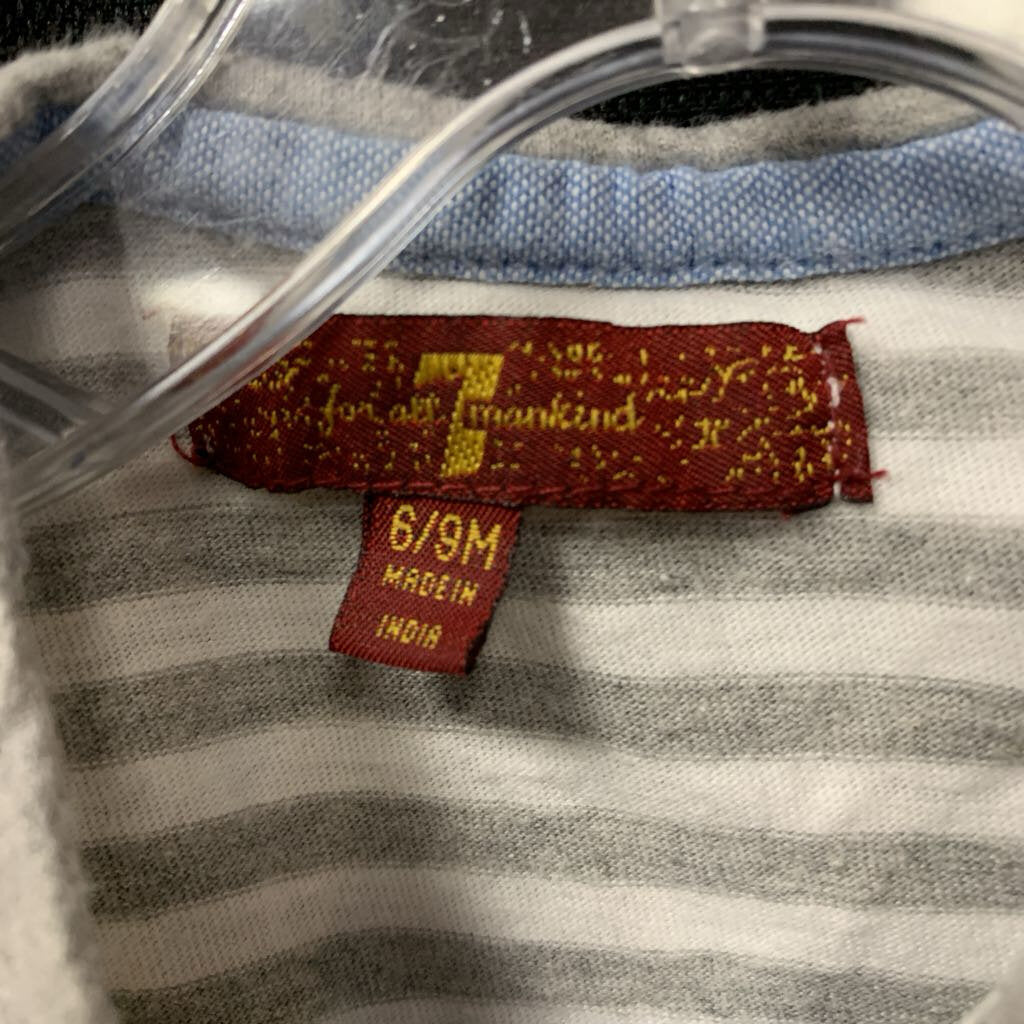 7
for all mankind
6/9M
MADE IN
INDIA